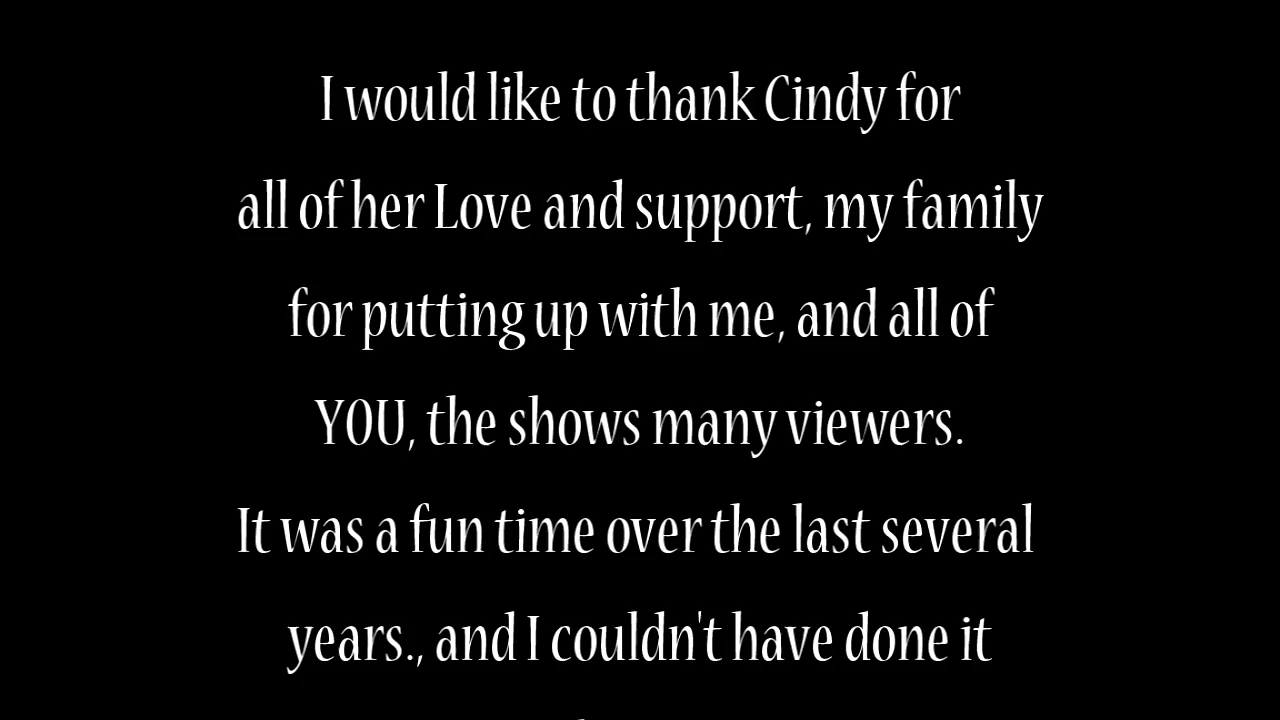 I would like to thank Cindy for
all of her Love and support, my family
for putting up with me, and all of
YOU, the shows many viewers.
It was a fun time over the last several
years., and I couldn't have done it